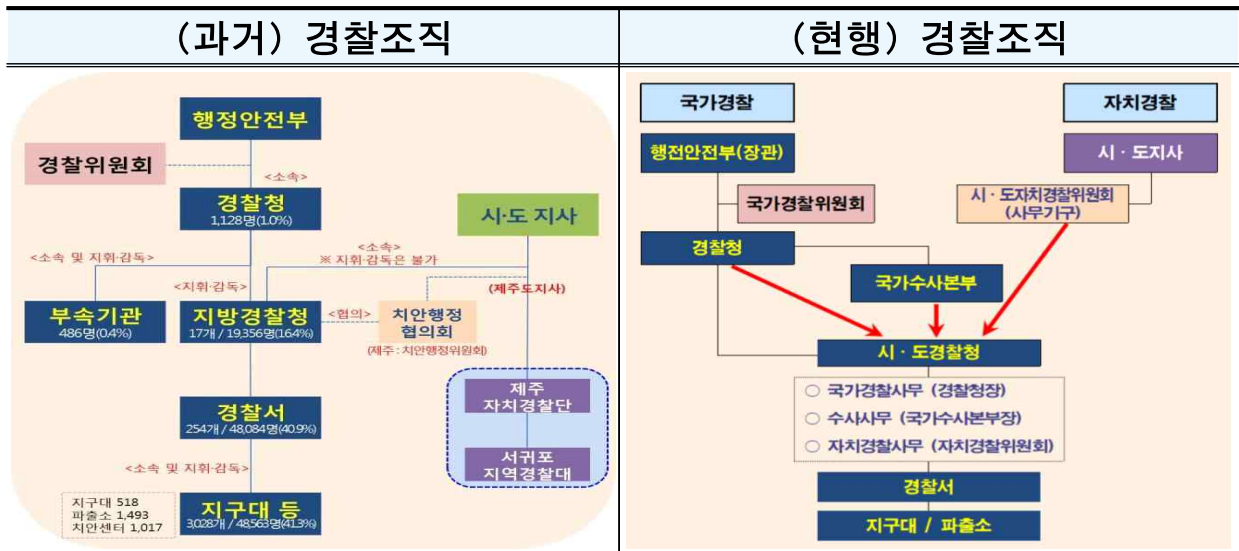 (과거) 경찰조직
행정안전부
경찰위원회
<소속>
경찰청
1,128명(1.0%)
시·도 지사
<소속>
※ 지휘·감독은 불가
<소속 및 지휘·감독>
<지휘·감독>
(제주도지사)
부속기관
486명(0.4%)
지방경찰청
17개 / 19,356명(16.4%)
<협의>
치안행정
협의회
(제주 : 치안행정위원회)
제주
자치경찰단
경찰서
254개 / 48,084명(40.9%)
서귀포
지역경찰대
<소속 및 지휘·감독>
지구대 518
파출소 1,493
치안센터 1,017
지구대 등
3,028개 / 48,563명(41.3%)
(현행) 경찰조직
국가경찰
자치경찰
행전안전부(장관)
시·도지사
국가경찰위원회
시·도자치경찰위원회
(사무기구)
경찰청
국가수사본부
시·도경찰청
○ 국가경찰사무 (경찰청장)
○ 수사사무 (국가수사본부장)
○ 자치경찰사무 (자치경찰위원회)
경찰서
지구대 / 파출소